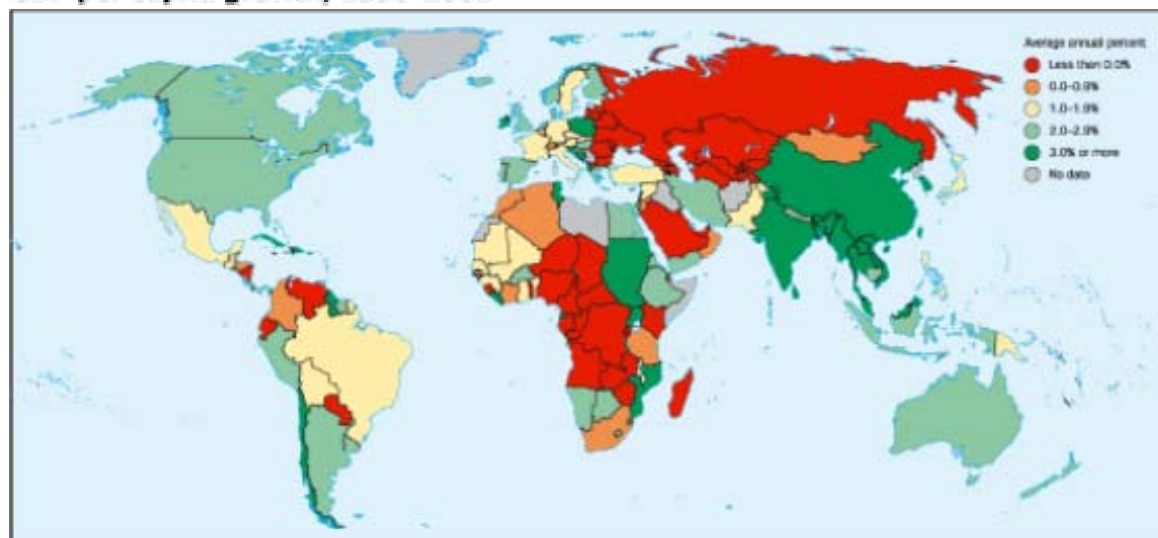 Average annual percent
Less than 0.0%
0.0-0.9%
1.0-1.9%
2.0-2.9%
3.0% or more
No data